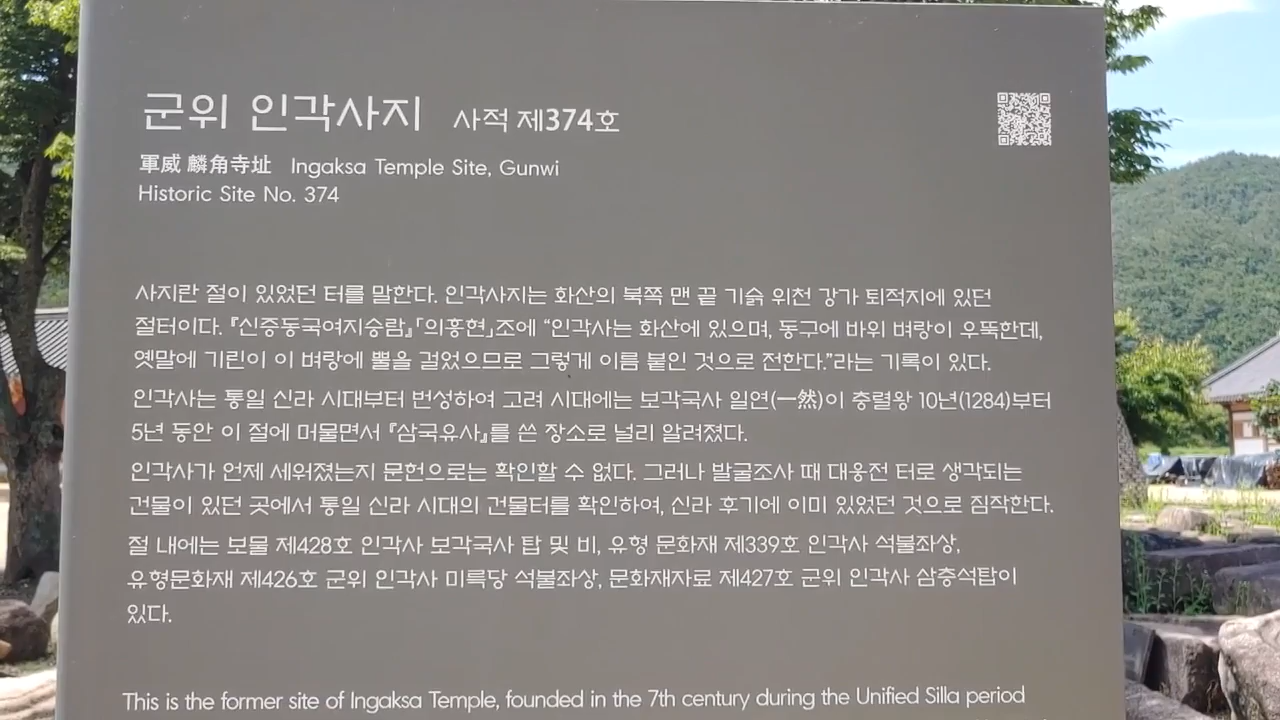 군위 인각사지 사적 제374호
軍威 麟角寺址 Ingaksa Temple Site, Gunwi
Historic Site No. 374
사지란 절이 있었던 터를 말한다. 인각사지는 화산의 북쪽 맨 끝 기슭 위천 강가 퇴적지에 있던
절터이다. 『신증동국여지승람』「의흥현」조에 “인각사는 화산에 있으며, 동구에 바위 벼랑이 우뚝한데,
옛말에 기린이 이 벼랑에 뿔을 걸었으므로 그렇게 이름 붙인 것으로 전한다.”라는 기록이 있다.
인각사는 통일 신라 시대부터 번성하여 고려 시대에는 보각국사 일연(一然)이 충렬왕 10년(1284)부터
5년 동안 이 절에 머물면서 『삼국유사』를 쓴 장소로 널리 알려졌다.
인각사가 언제 세워졌는지 문헌으로는 확인할 수 없다. 그러나 발굴조사 때 대웅전 터로 생각되는
건물이 있던 곳에서 통일 신라 시대의 건물터를 확인하여, 신라 후기에 이미 있었던 것으로 짐작한다.
절 내에는 보물 제428호 인각사 보각국사 탑 및 비, 유형 문화재 제339호 인각사 석불좌상,
유형문화재 제426호 군위 인각사 미륵당 석불좌상, 문화재자료 제427호 군위 인각사 삼층석탑이
있다.
This is the former site of Ingaksa Temple, founded in the 7th century during the Unified Silla period